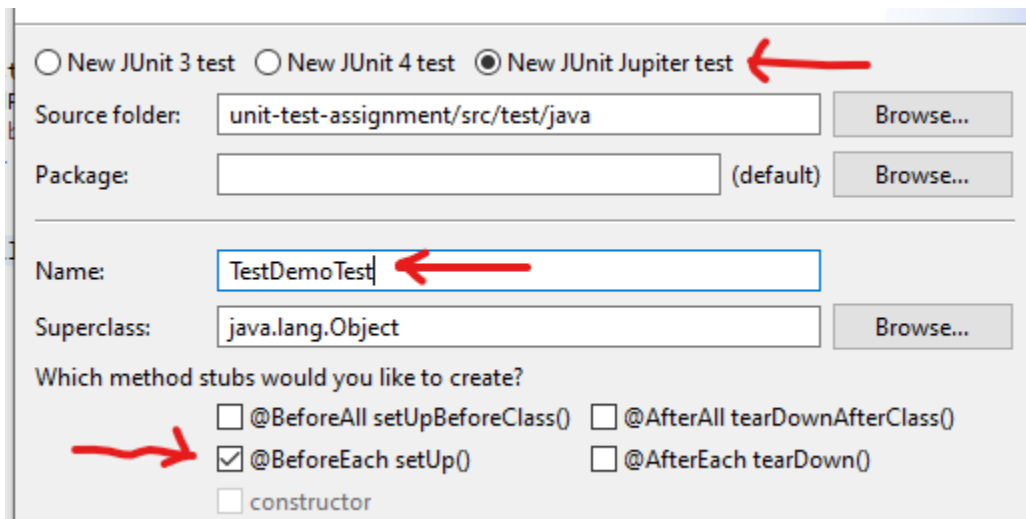 New JUnit 3 test New JUnit 4 test New JUnit Jupiter test
Source folder: unit-test-assignment/src/test/java Browse...
Package: (default) Browse...
Name: TestDemoTest
Superclass: java.lang.Object Browse...
Which method stubs would you like to create?
@BeforeAll setUpBeforeClass() @AfterAll tearDownAfterClass()
@BeforeEach setUp() @AfterEach tearDown()
constructor